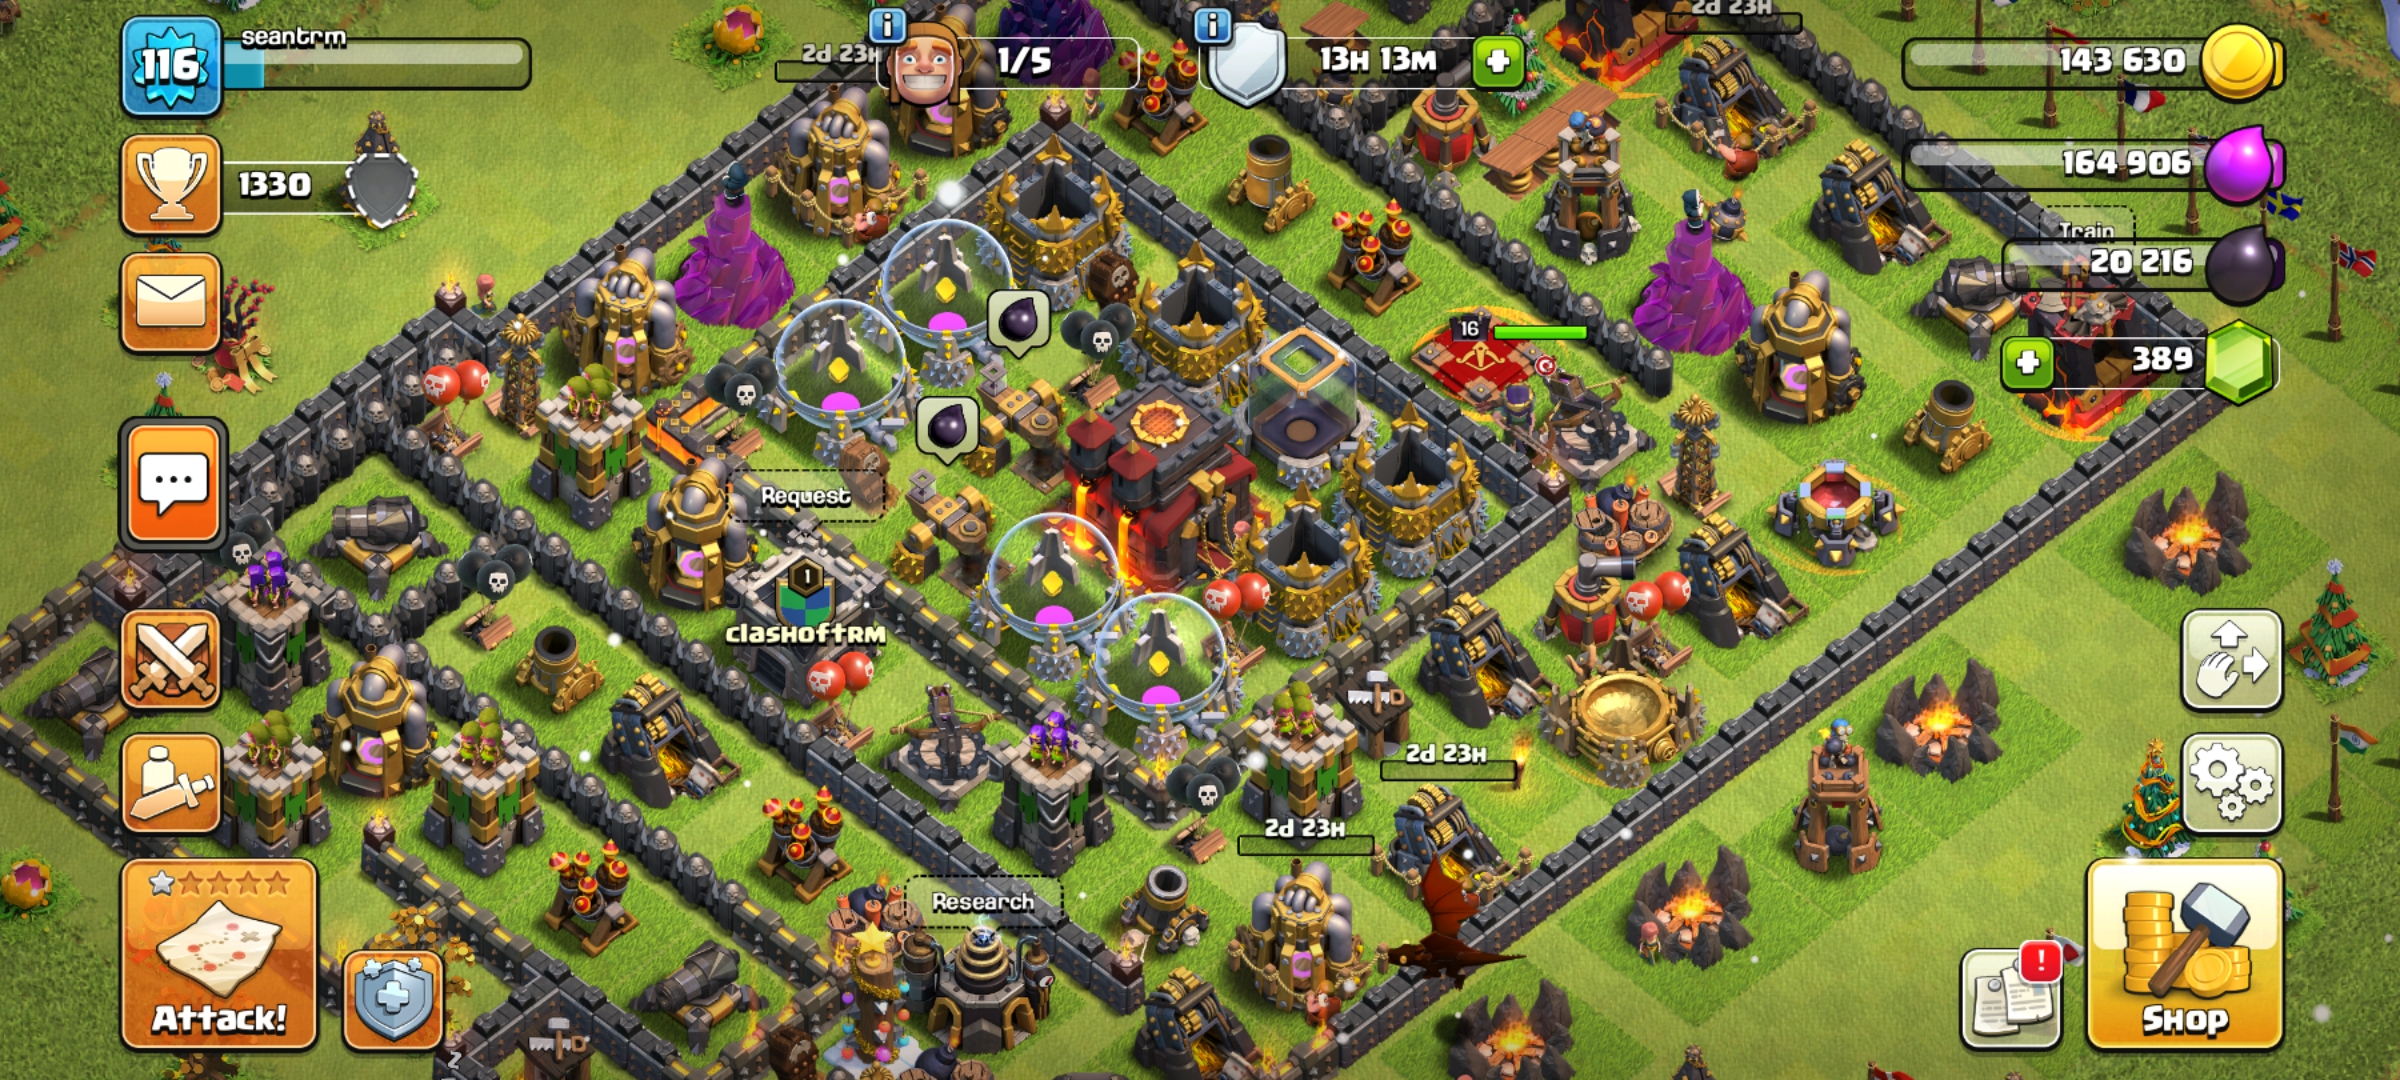 2d 23H
seantrm
116
2d 23H
1/5
13H 13M
143 630
164 906
1330
Train
20 216
16
389
Request
1
clashoftRM
2d 23H
2d 23H
Research
Attack!
!
Shop
z